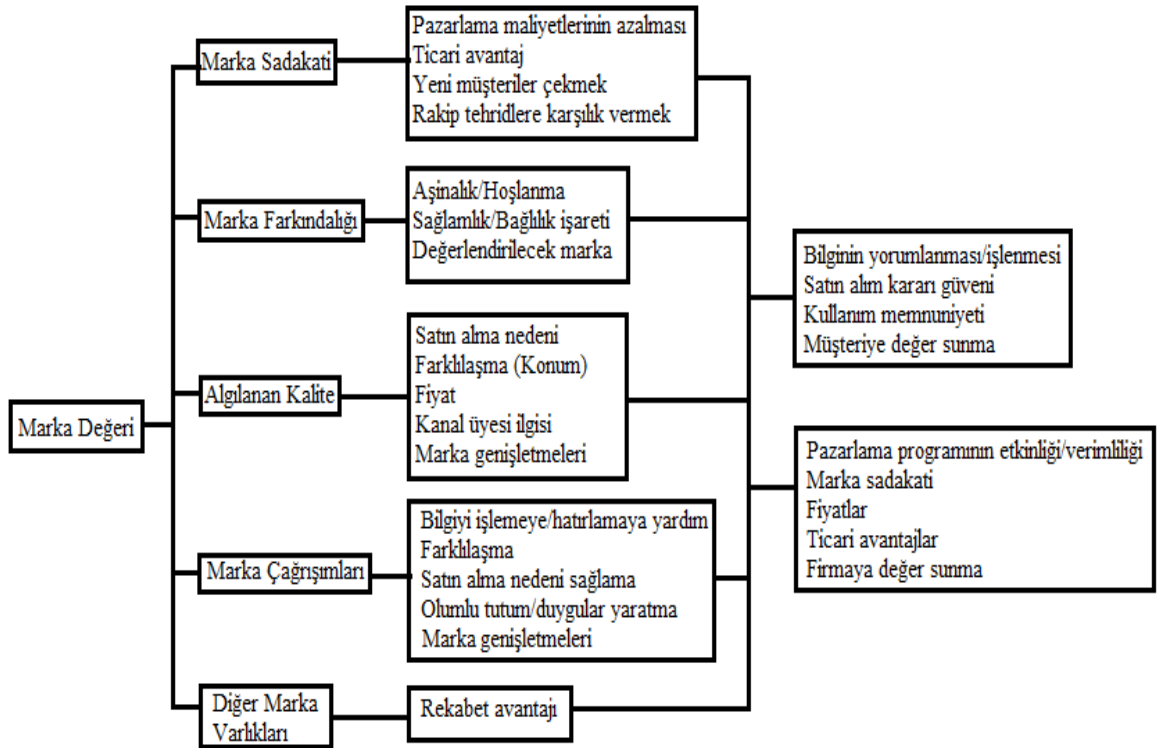 Marka Değeri
Marka Sadakati
Pazarlama maliyetlerinin azalması
Ticari avantaj
Yeni müşteriler çekmek
Rakip tehridlere karşılık vermek
Marka Farkındalığı
Aşinalık/Hoşlanma
Sağlamlık/Bağlılık işareti
Değerlendirilecek marka
Algılanan Kalite
Satın alma nedeni
Farklılaşma (Konum)
Fiyat
Kanal üyesi ilgisi
Marka genişletmeleri
Marka Çağrışımları
Bilgiyi işlemeye/hatırlamaya yardım
Farklılaşma
Satın alma nedeni sağlama
Olumlu tutum/duygular yaratma
Marka genişletmeleri
Diğer Marka
Varlıkları
Rekabet avantajı
Bilginin yorumlanması/işlenmesi
Satın alım kararı güveni
Kullanım memnuniyeti
Müşteriye değer sunma
Pazarlama programının etkinliği/verimliliği
Marka sadakati
Fiyatlar
Ticari avantajlar
Firmaya değer sunma